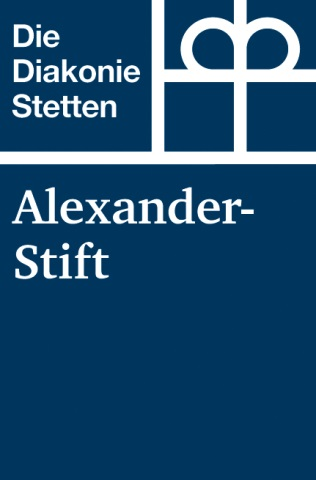 Die
Diakonie
Stetten
Alexander-
Stift